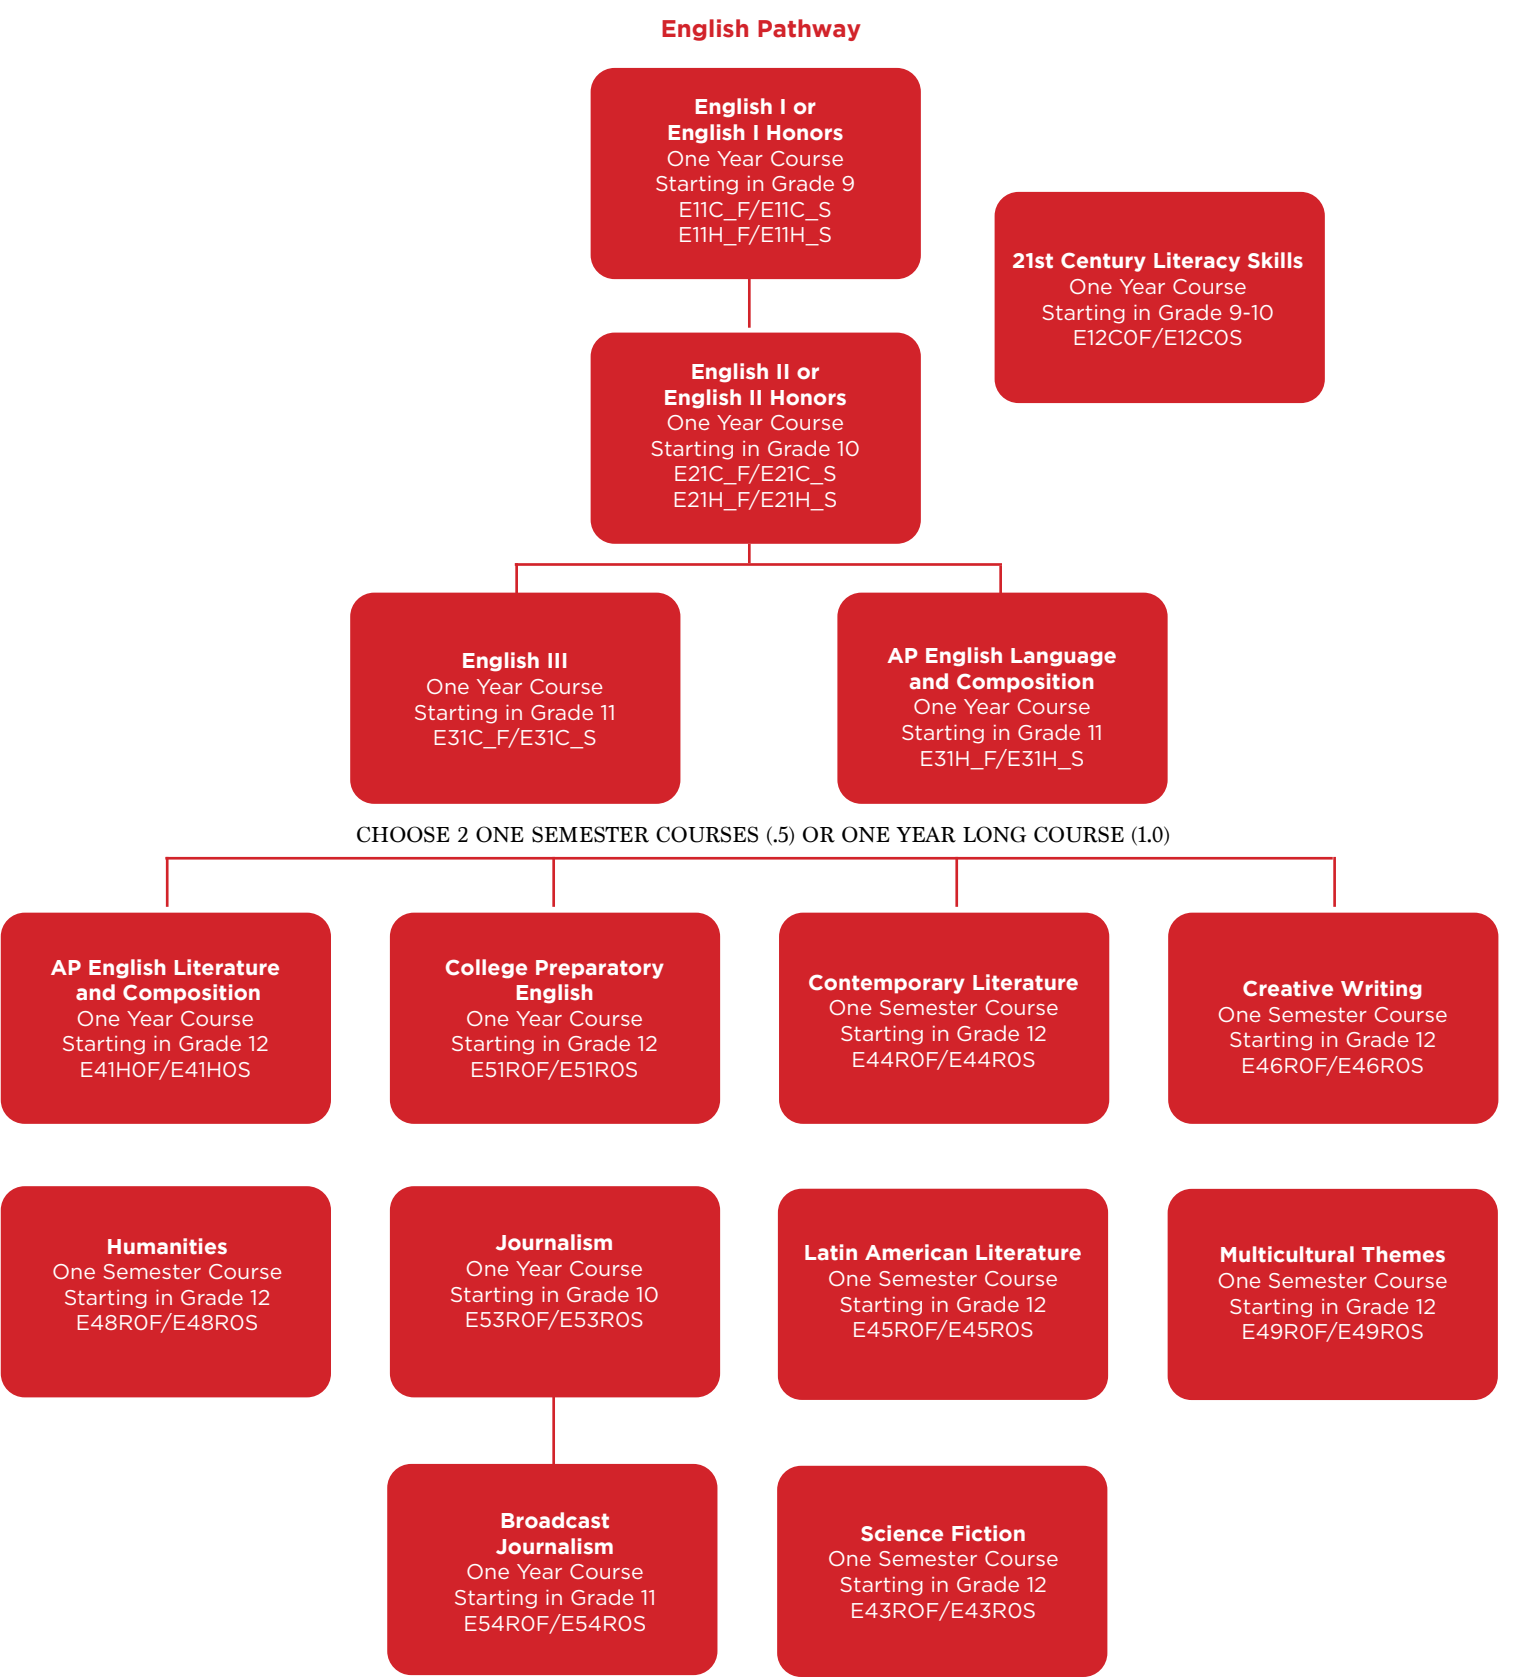 English Pathway
English I or
English I Honors
One Year Course
Starting in Grade 9
E11C_F/E11C_S
E11H_F/E11H_S
21st Century Literacy Skills
One Year Course
Starting in Grade 9-10
E12C0F/E12C0S
English II or
English II Honors
One Year Course
Starting in Grade 10
E21C_F/E21C_S
E21H_F/E21H_S
English III
One Year Course
Starting in Grade 11
E31C_F/E31C_S
AP English Language
and Composition
One Year Course
Starting in Grade 11
E31H_F/E31H_S
CHOOSE 2 ONE SEMESTER COURSES (.5) OR ONE YEAR LONG COURSE (1.0)
AP English Literature
and Composition
One Year Course
Starting in Grade 12
E41H0F/E41H0S
College Preparatory
English
One Year Course
Starting in Grade 12
E51R0F/E51R0S
Contemporary Literature
One Semester Course
Starting in Grade 12
E44R0F/E44R0S
Creative Writing
One Semester Course
Starting in Grade 12
E46R0F/E46R0S
Humanities
One Semester Course
Starting in Grade 12
E48R0F/E48R0S
Journalism
One Year Course
Starting in Grade 10
E53R0F/E53R0S
Latin American Literature
One Semester Course
Starting in Grade 12
E45R0F/E45R0S
Multicultural Themes
One Semester Course
Starting in Grade 12
E49R0F/E49R0S
Broadcast
Journalism
One Year Course
Starting in Grade 11
E54R0F/E54R0S
Science Fiction
One Semester Course
Starting in Grade 12
E43ROF/E43R0S